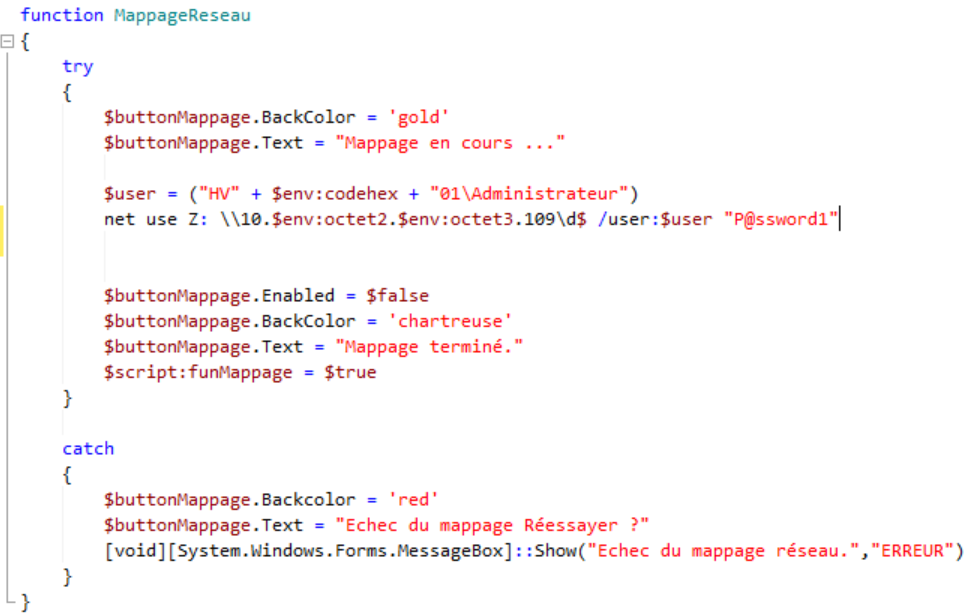 function MappageReseau
{
try
{
$buttonMappage.BackColor = 'gold'
$buttonMappage.Text = "Mappage en cours ..."
$user = ("HV" + $env:codehex + "01\Administrateur")
net use Z: \\10.$env:octet2.$env:octet3.109\d$ /user:$user "P@ssword1"
$buttonMappage.Enabled = $false
$buttonMappage.BackColor = 'chartreuse'
$buttonMappage.Text = "Mappage terminé."
$script:funMappage = $true
}
catch
{
$buttonMappage.Backcolor = 'red'
$buttonMappage.Text = "Echec du mappage Réessayer ?"
[void][System.Windows.Forms.MessageBox]::Show("Echec du mappage réseau.","ERREUR")
}
}